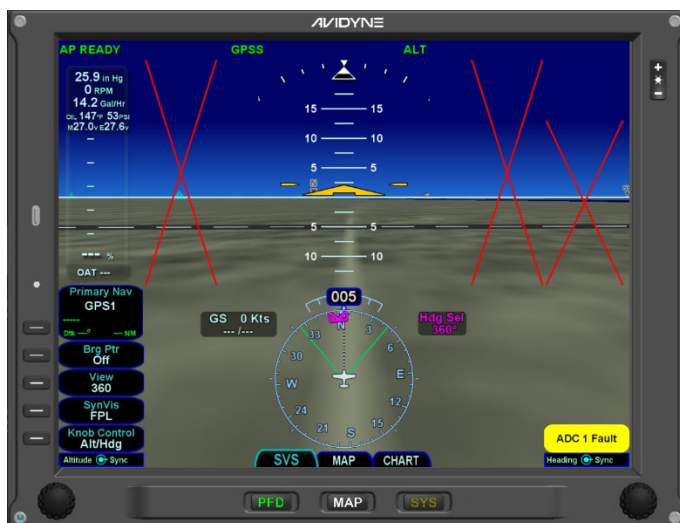 AVIDYNE
AP READY GPSS ALT
25.9 in Hg
0 RPM
14.2 Gal/Hr
OIL 147°F 53PSI
M27.0v E27.6v
--- %
OAT ---
15 15
10 10
5 5
5 5
10 10
Primary Nav
GPS1
-----
Dtk ---° --- NM
Brg Ptr
Off
View
360
SynVis
FPL
Knob Control
Alt/Hdg
Altitude Sync
GS 0 Kts
---/---
005
Hdg Sel
360°
33 N 3
30 6
W E
24 12
21 S 15
ADC 1 Fault
Heading Sync
SVS MAP CHART
PFD MAP SYS